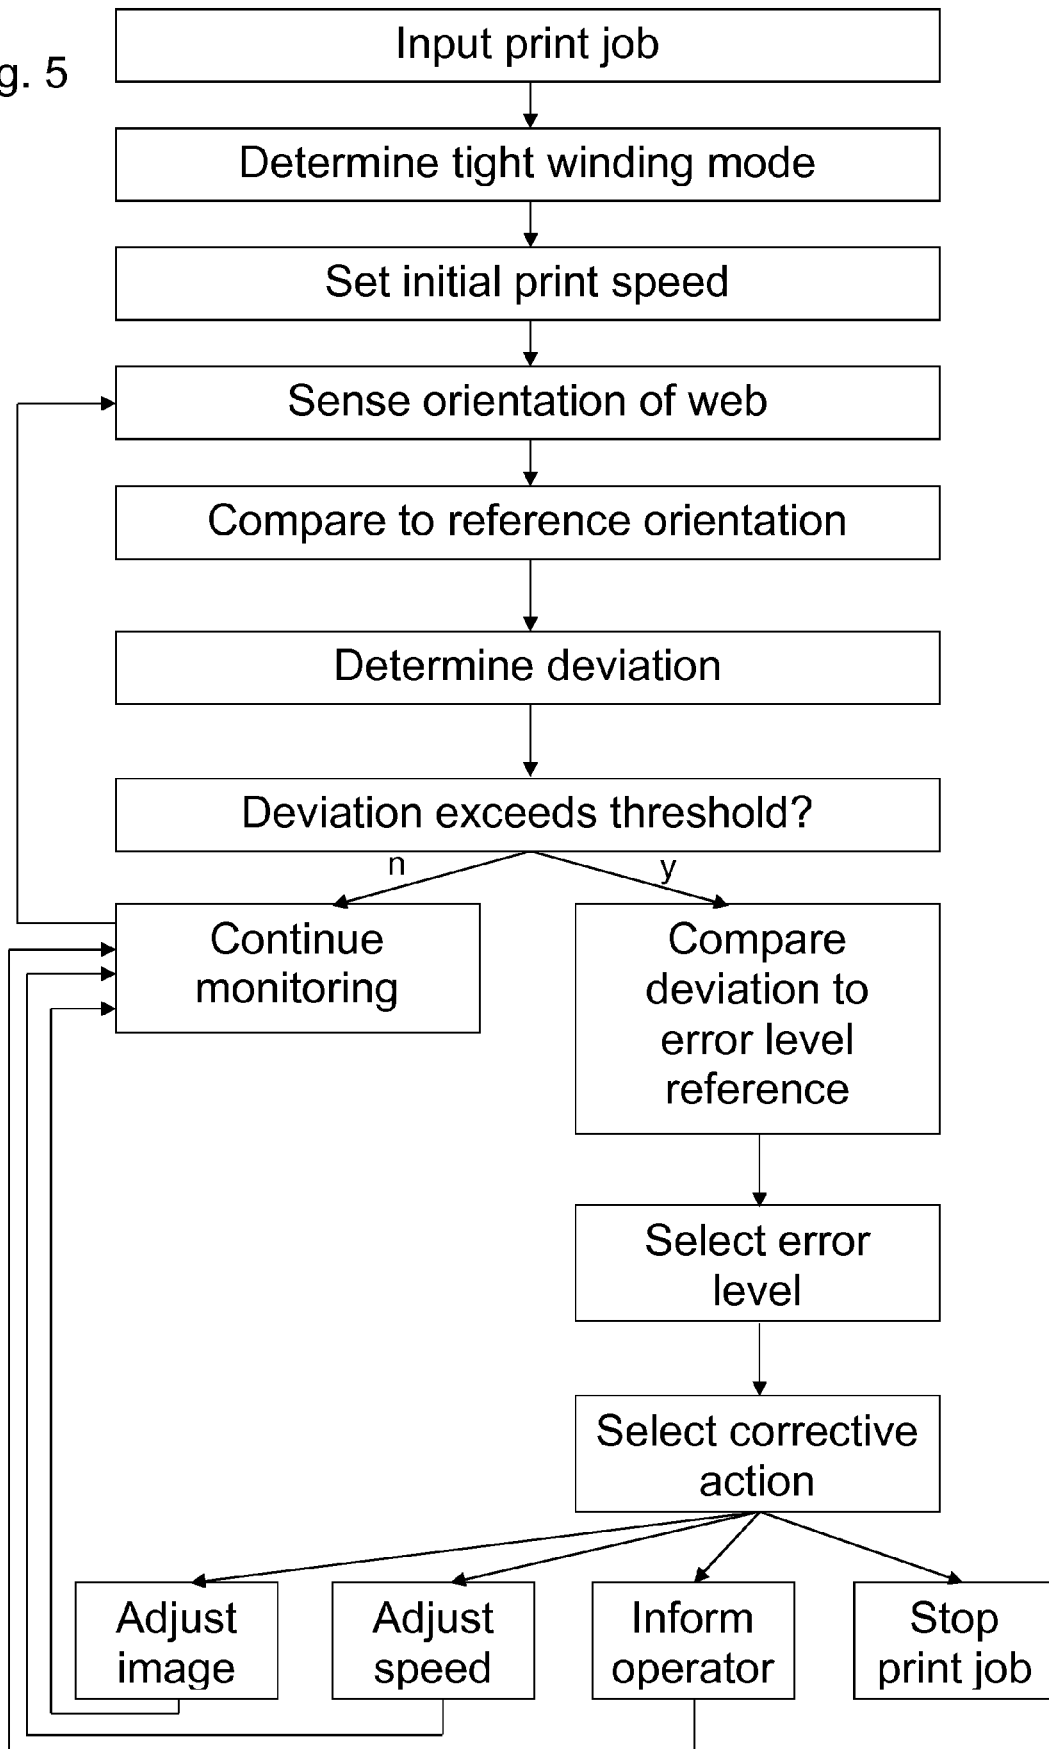 Input print job
g. 5
Determine tight winding mode
Set initial print speed
Sense orientation of web
Compare to reference orientation
Determine deviation
Deviation exceeds threshold?
n
y
Continue
monitoring
Compare
deviation to
error level
reference
Select error
level
Select corrective
action
Adjust
image
Adjust
speed
Inform
operator
Stop
print job